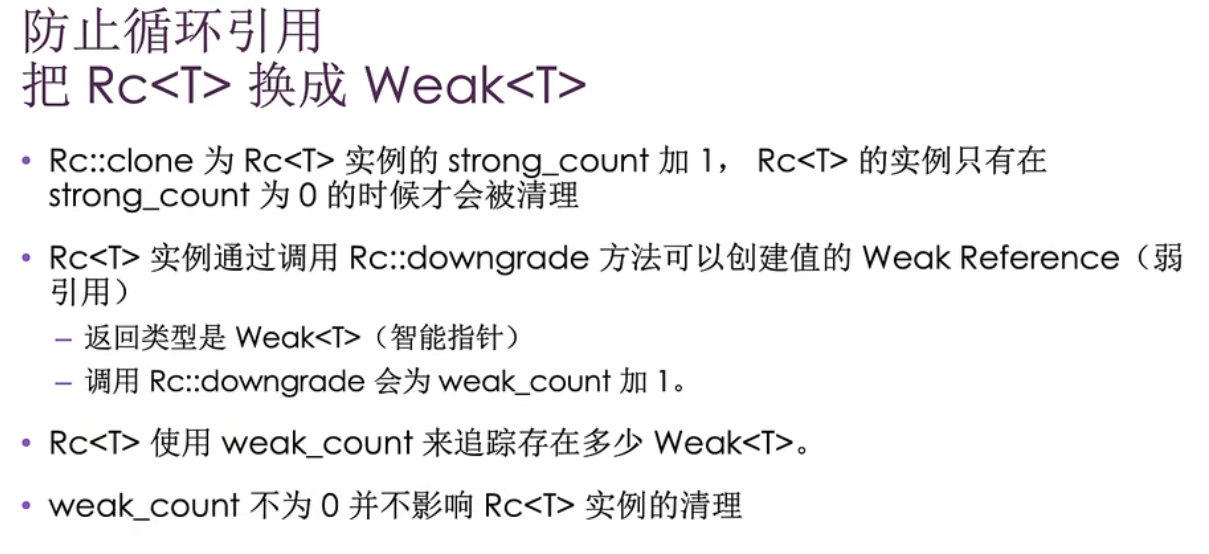 防止循环引用
把 Rc<T> 换成 Weak<T>
• Rc::clone 为 Rc<T> 实例的 strong_count 加 1， Rc<T> 的实例只有在
strong_count 为 0 的时候才会被清理
• Rc<T> 实例通过调用 Rc::downgrade 方法可以创建值的 Weak Reference（弱
引用）
– 返回类型是 Weak<T>（智能指针）
– 调用 Rc::downgrade 会为 weak_count 加 1。
• Rc<T> 使用 weak_count 来追踪存在多少 Weak<T>。
• weak_count 不为 0 并不影响 Rc<T> 实例的清理